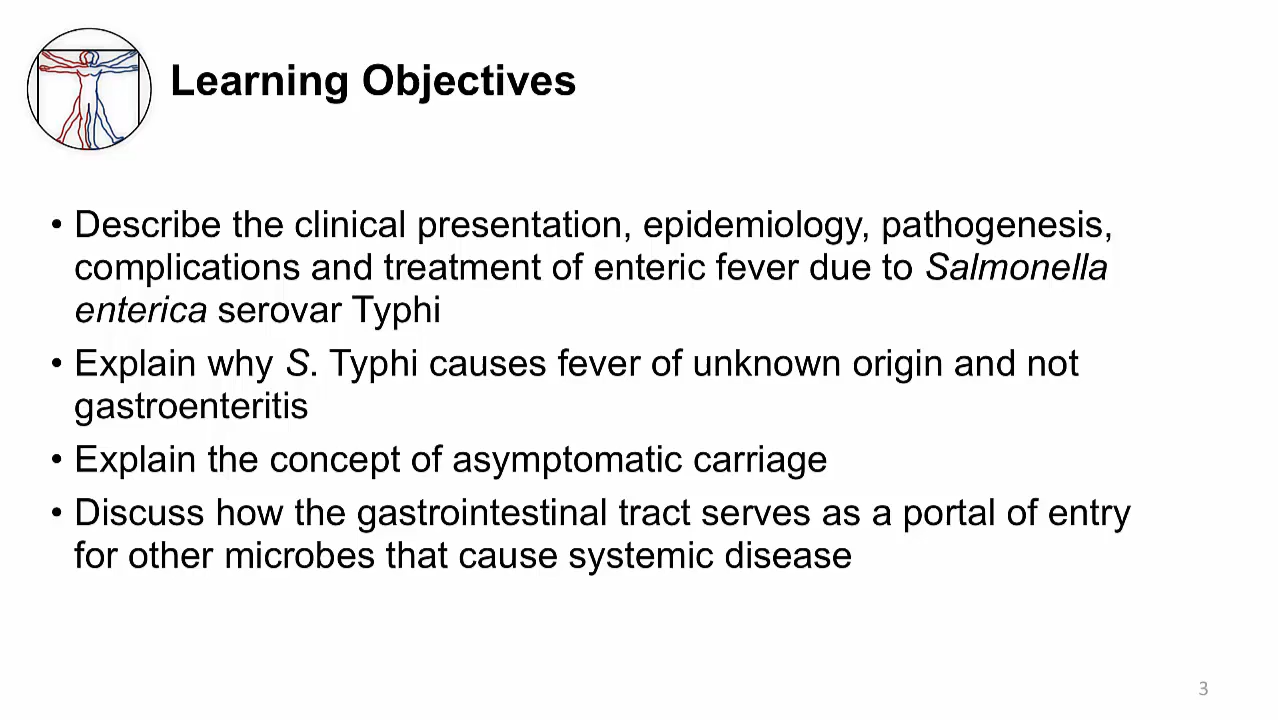 Learning Objectives
• Describe the clinical presentation, epidemiology, pathogenesis,
complications and treatment of enteric fever due to Salmonella
enterica serovar Typhi
• Explain why S. Typhi causes fever of unknown origin and not
gastroenteritis
• Explain the concept of asymptomatic carriage
• Discuss how the gastrointestinal tract serves as a portal of entry
for other microbes that cause systemic disease
3